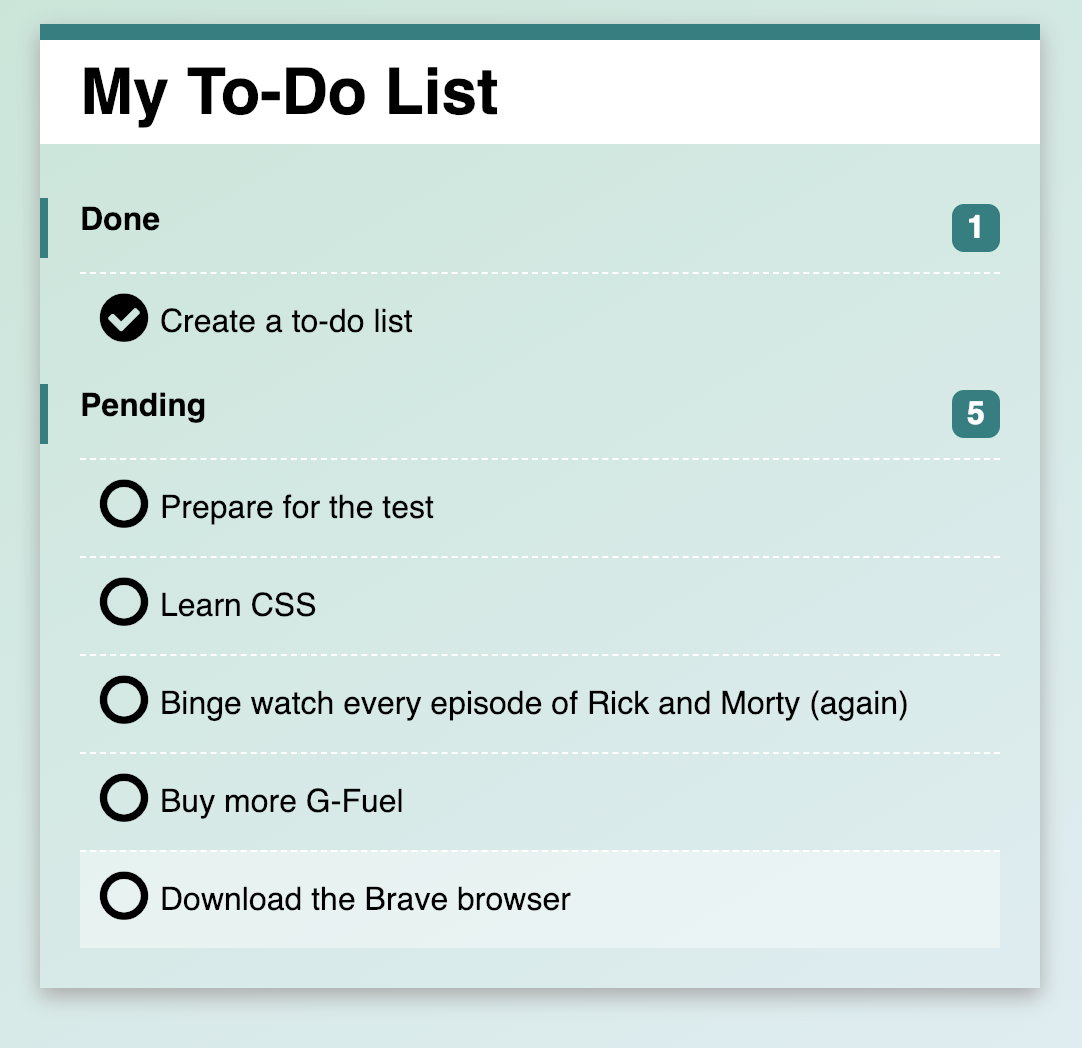 My To-Do List
Done 1
Create a to-do list
Pending 5
Prepare for the test
Learn CSS
Binge watch every episode of Rick and Morty (again)
Buy more G-Fuel
Download the Brave browser